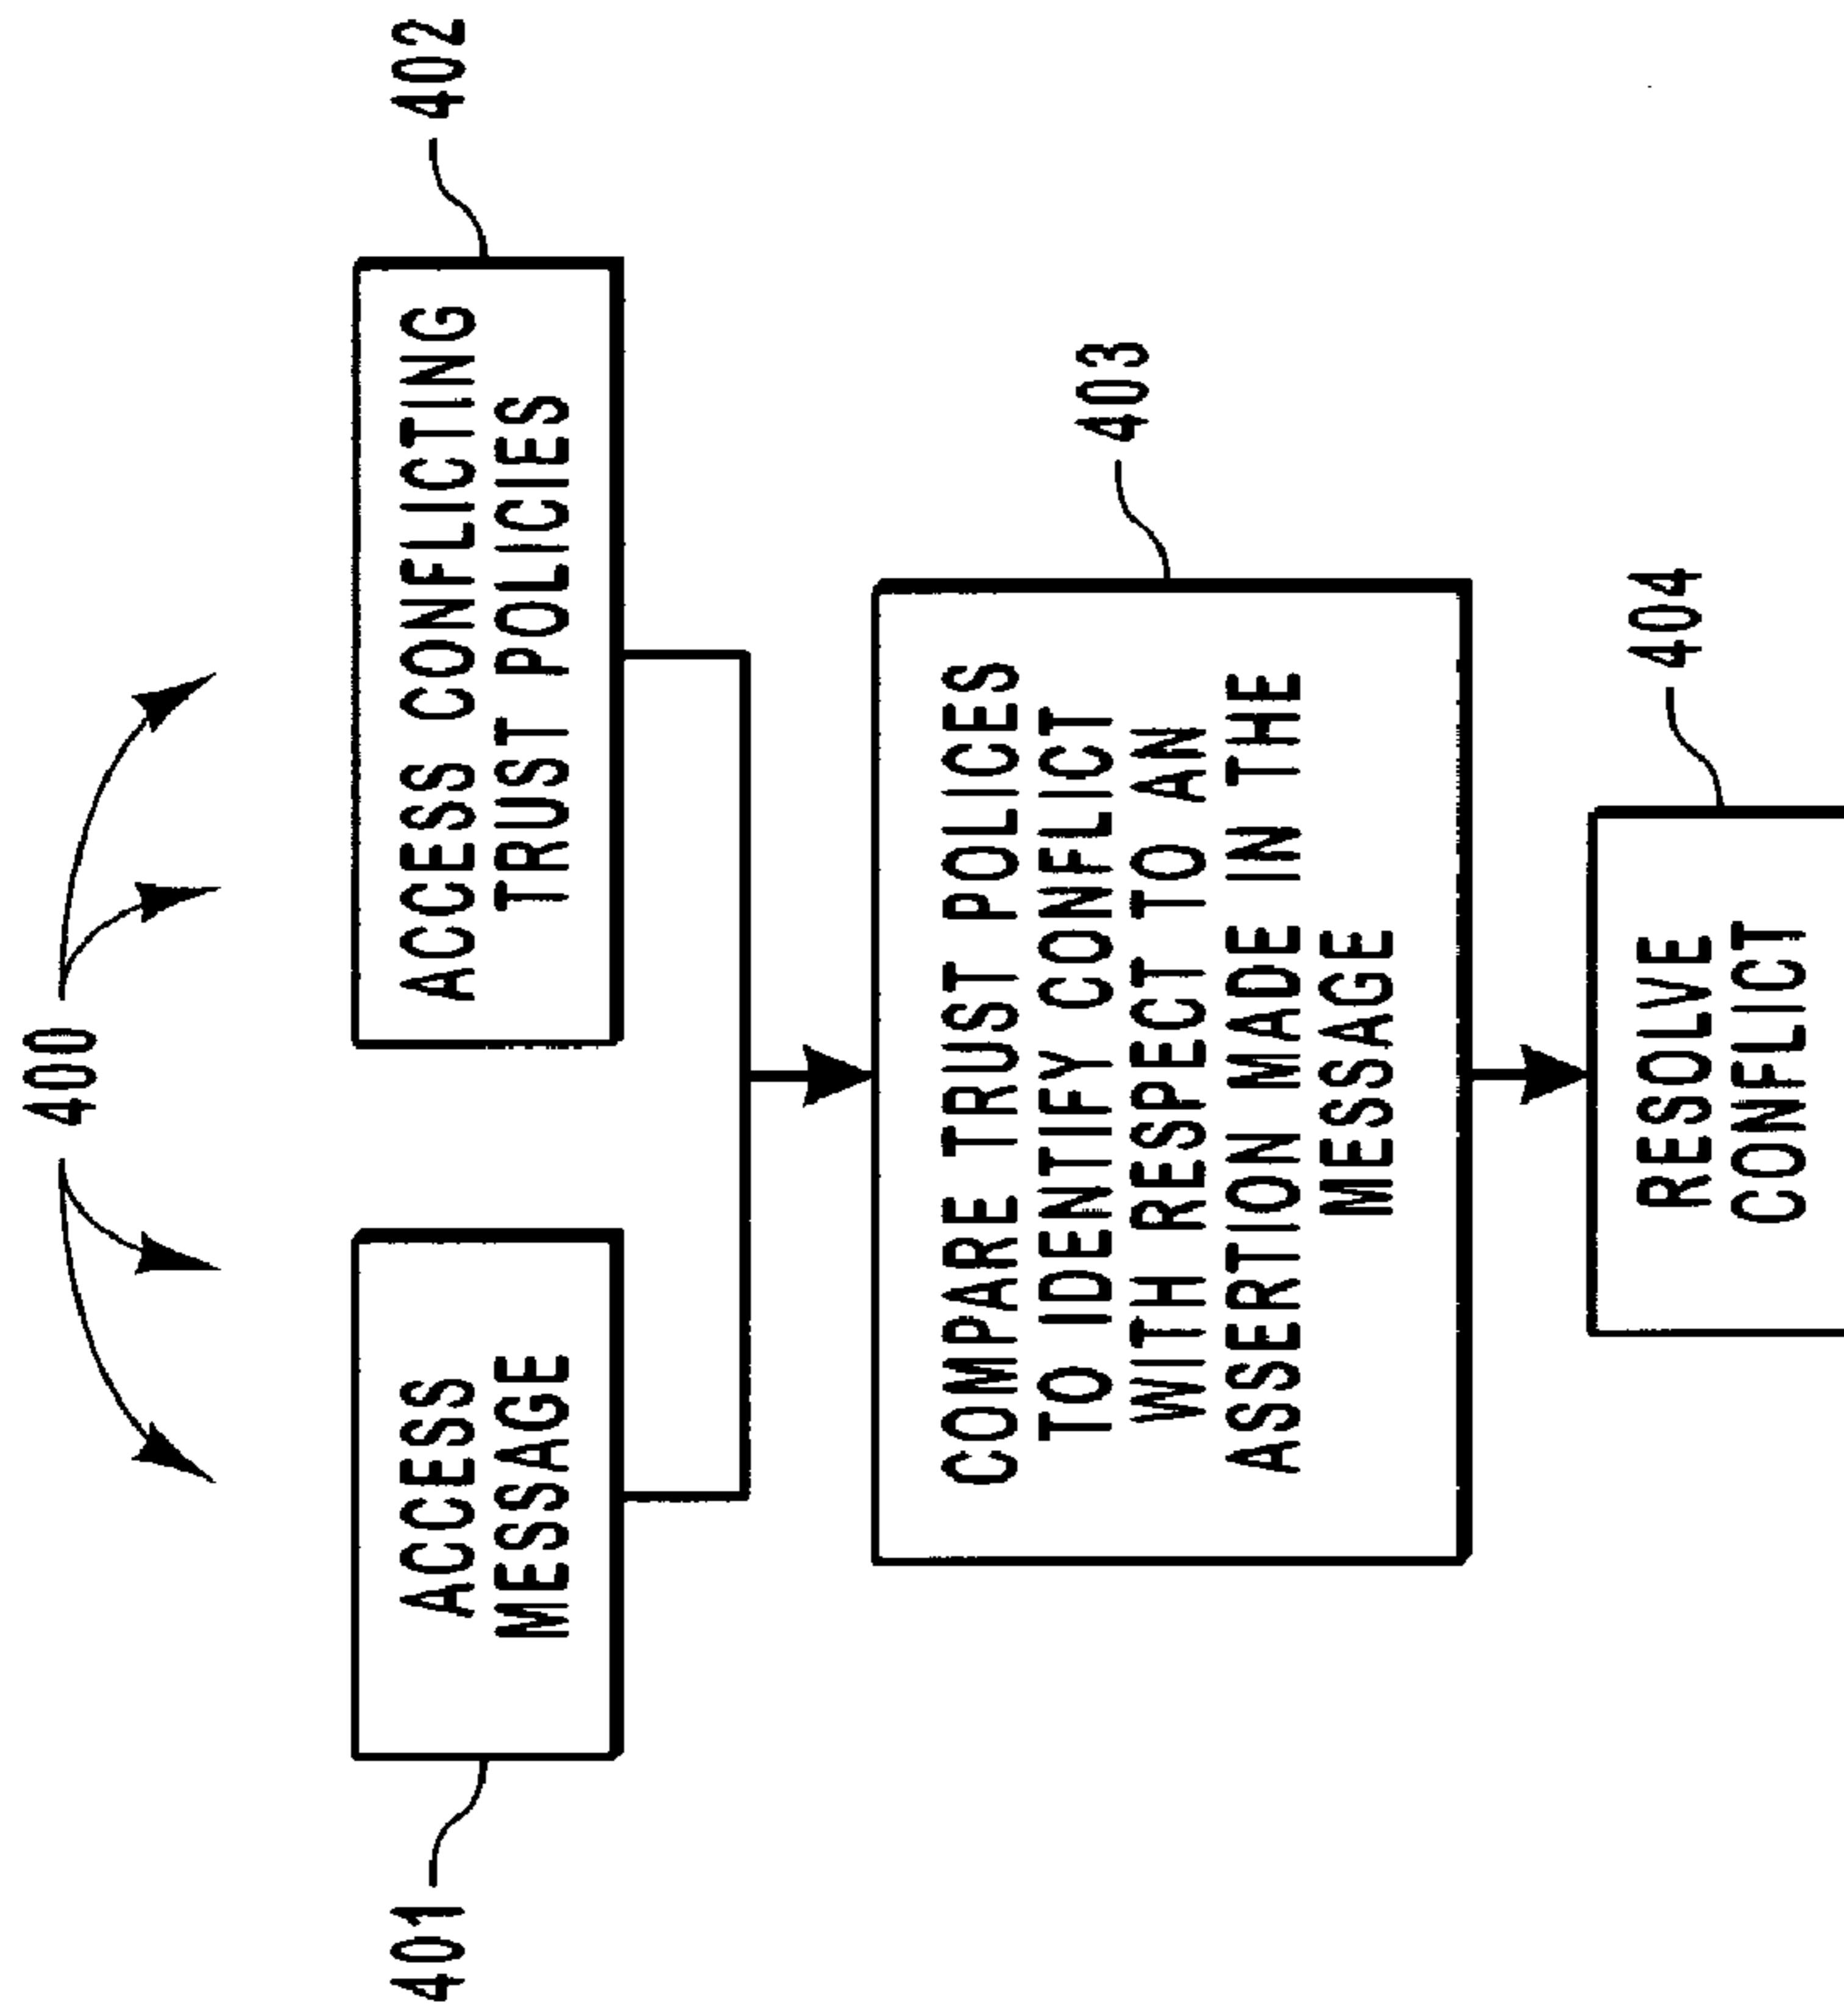 400
401
ACCESS
MESSAGE
402
ACCESS CONFLICTING
TRUST POLICIES
403
COMPARE TRUST POLICES
TO IDENTIFY CONFLICT
WITH RESPECT TO AN
ASSERTION MADE IN THE
MESSAGE
404
RESOLVE
CONFLICT